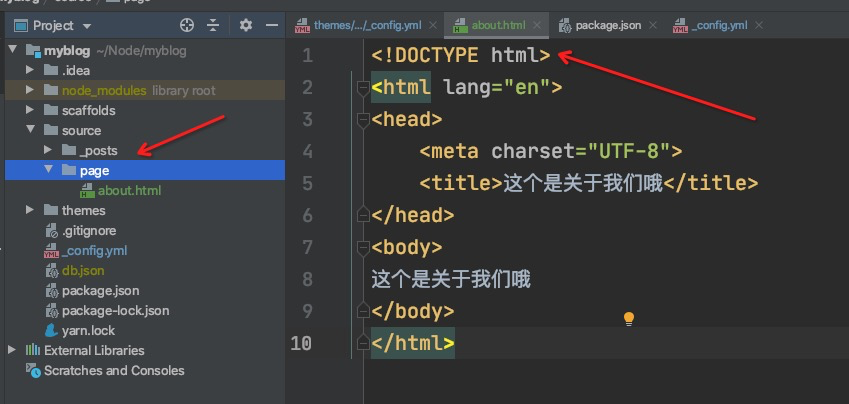 myblog
source
page
Project
themes/.../_config.yml
about.html
package.json
_config.yml
myblog ~/Node/myblog
.idea
node_modules library root
scaffolds
source
_posts
page
about.html
themes
.gitignore
_config.yml
db.json
package.json
package-lock.json
yarn.lock
External Libraries
Scratches and Consoles
1 <!DOCTYPE html>
2 <html lang="en">
3 <head>
4 <meta charset="UTF-8">
5 <title>这个是关于我们哦</title>
6 </head>
7 <body>
8 这个是关于我们哦
9 </body>
10 </html>